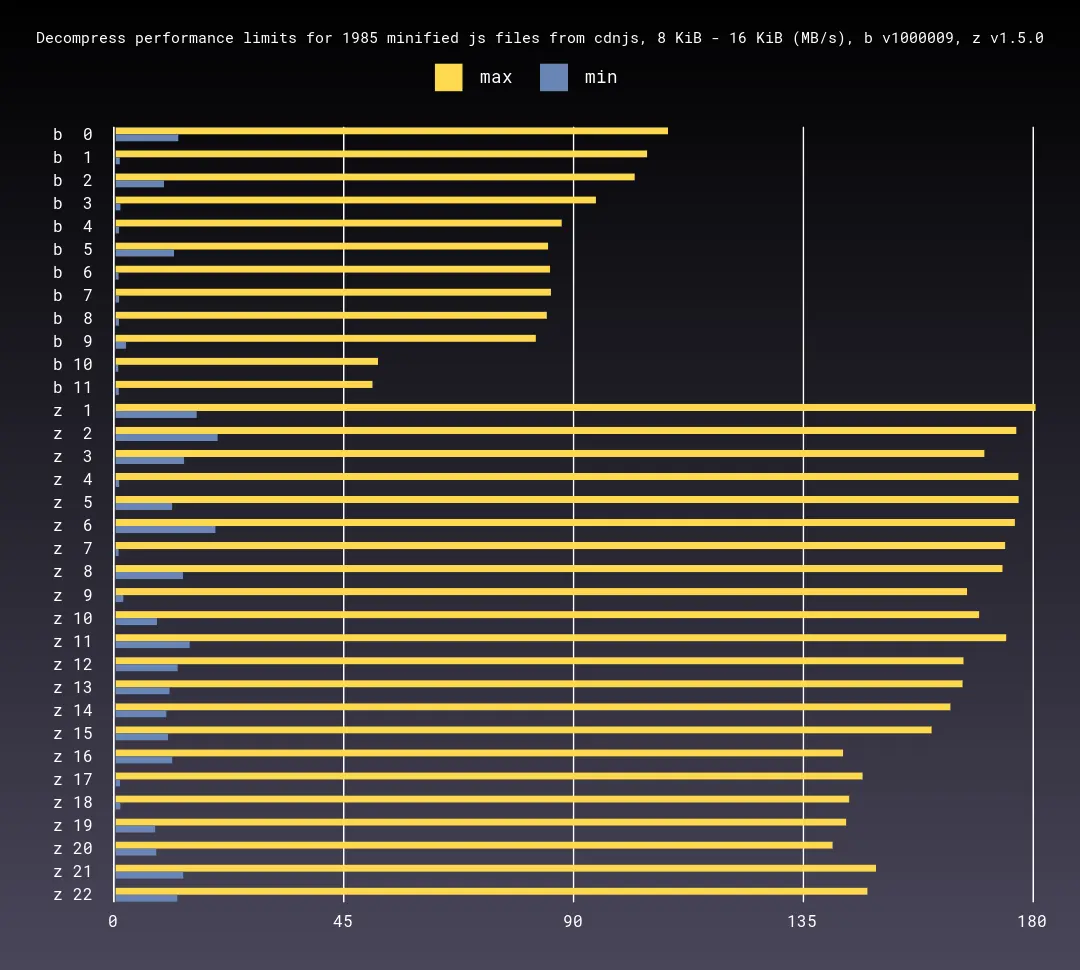 Decompress performance limits for 1985 minified js files from cdnjs, 8 KiB - 16 KiB (MB/s), b v1000009, z v1.5.0
max min
b 0
b 1
b 2
b 3
b 4
b 5
b 6
b 7
b 8
b 9
b 10
b 11
z 1
z 2
z 3
z 4
z 5
z 6
z 7
z 8
z 9
z 10
z 11
z 12
z 13
z 14
z 15
z 16
z 17
z 18
z 19
z 20
z 21
z 22
0 45 90 135 180